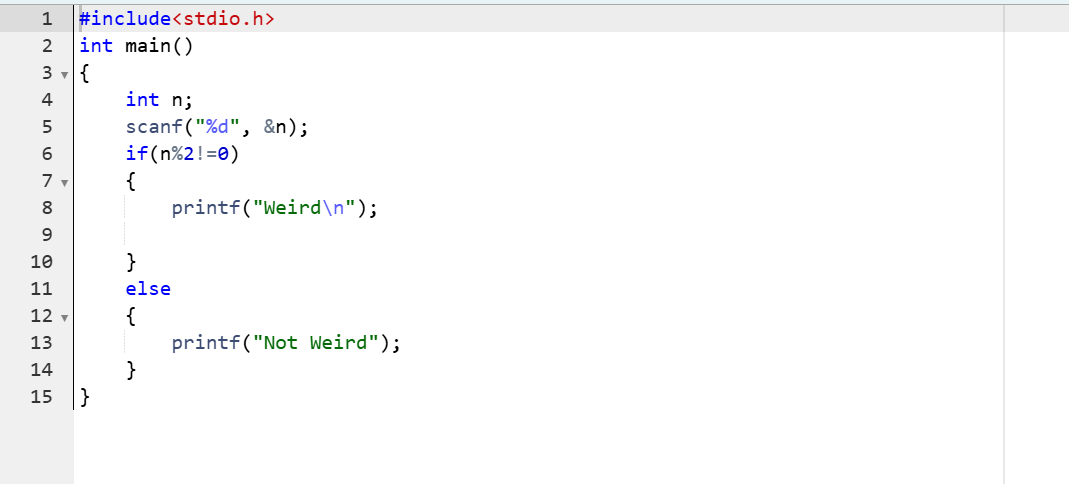 1 #include<stdio.h>
2 int main()
3 {
4     int n;
5     scanf("%d", &n);
6     if(n%2!=0)
7     {
8         printf("Weird\n");
9
10     }
11     else
12     {
13         printf("Not Weird");
14     }
15 }